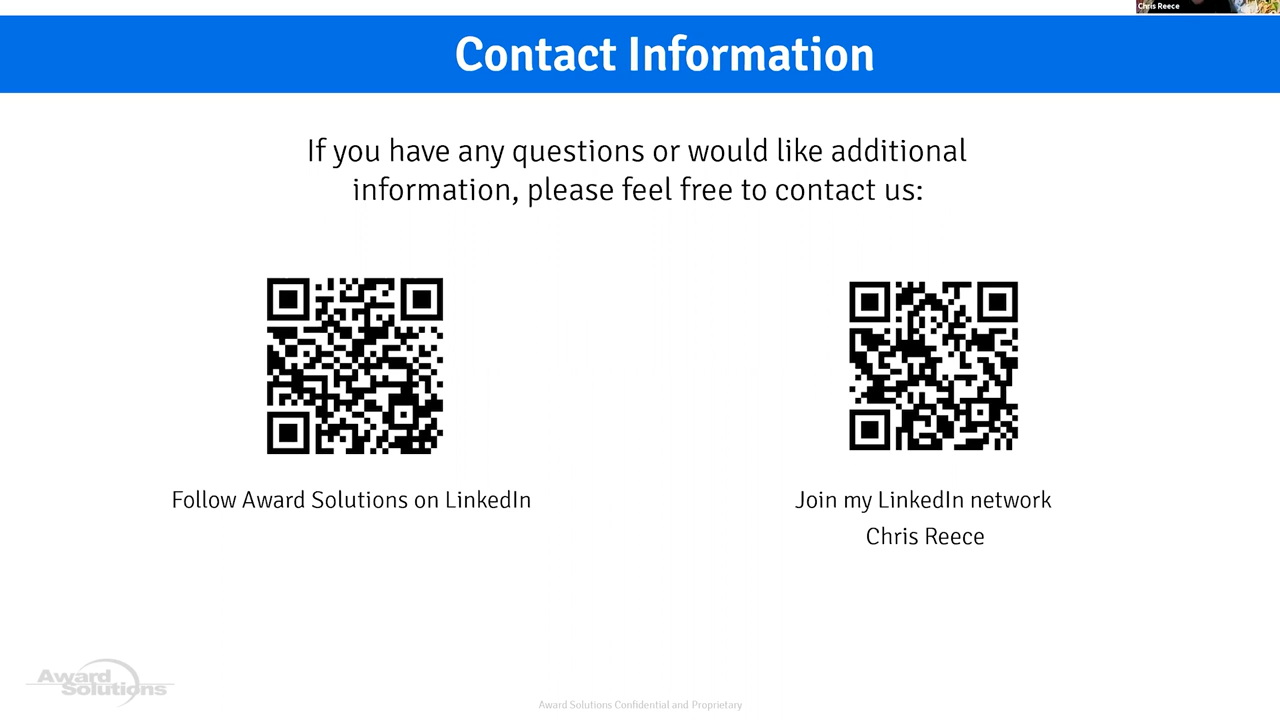 Chris Reece
Contact Information
If you have any questions or would like additional
information, please feel free to contact us:
Follow Award Solutions on LinkedIn
Join my LinkedIn network
Chris Reece
Award
Solutions
Award Solutions Confidential and Proprietary